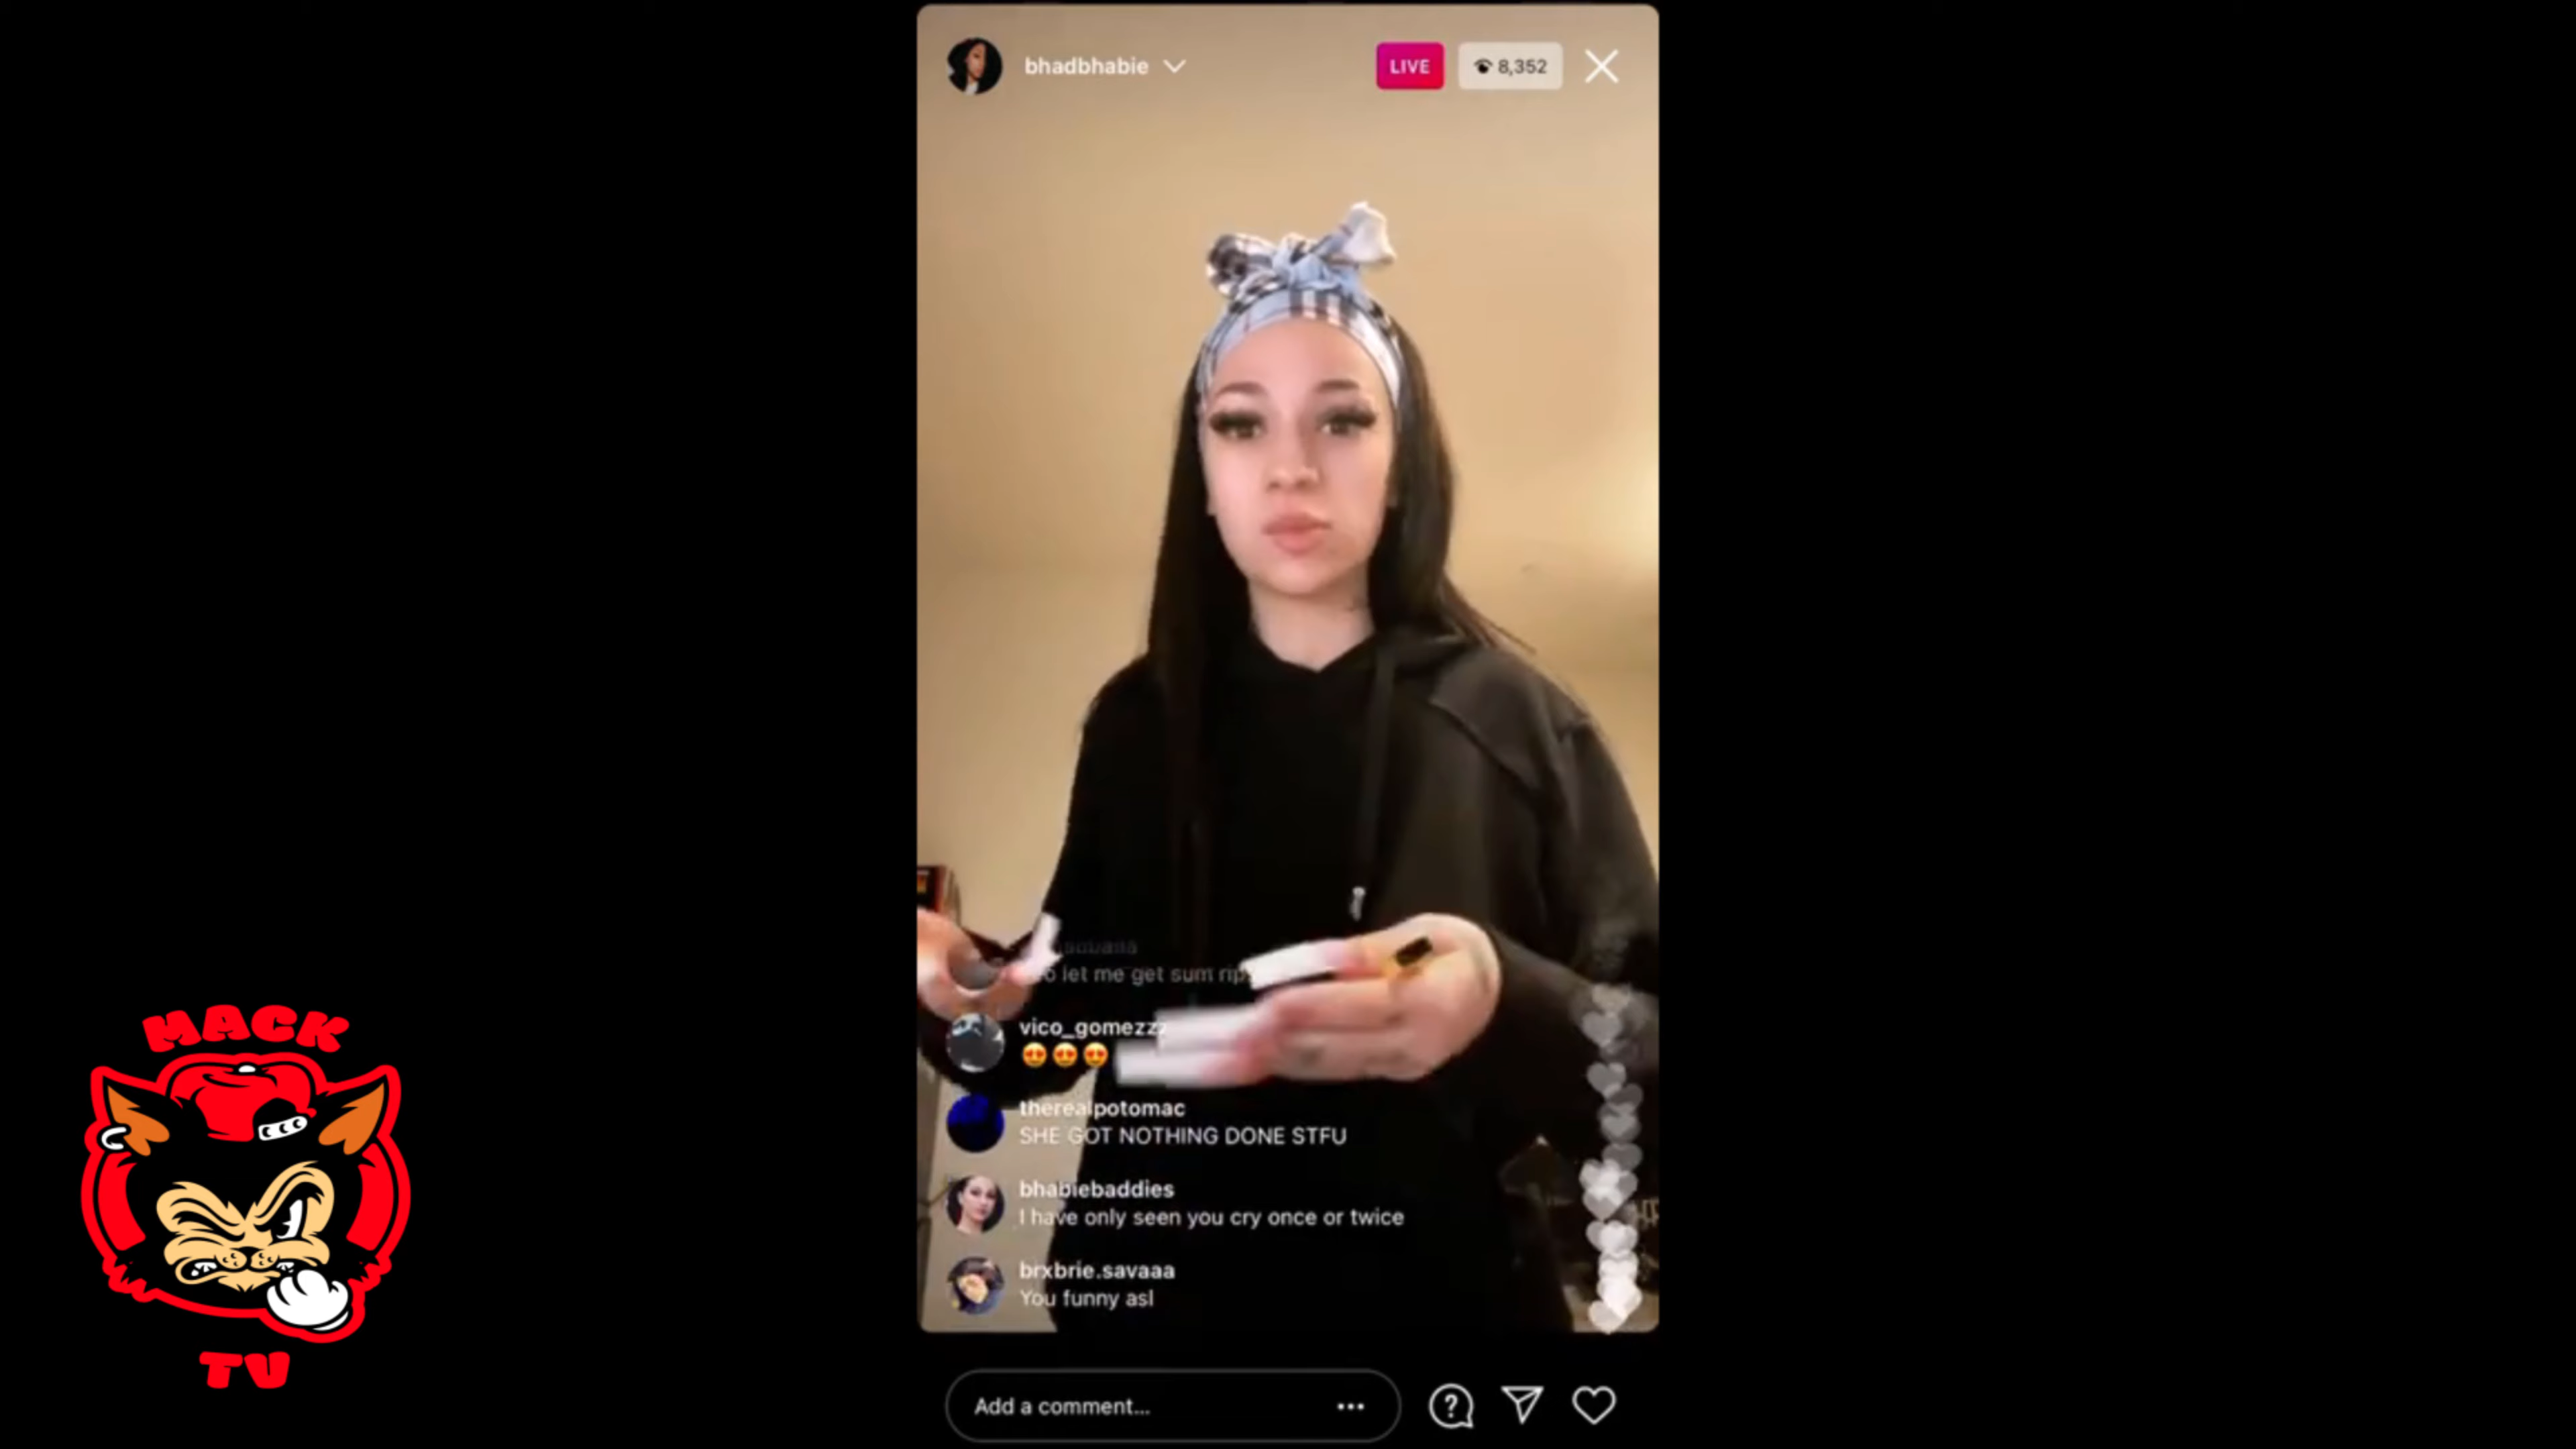 bhadbhabie
LIVE
8,352
let me get sum
vico_gomezzz
😍😍😍
therealpotomac
SHE GOT NOTHING DONE STFU
bhabiebaddies
I have only seen you cry once or twice
brxbrie.savaaa
You funny asl
Add a comment...
MACK
TV